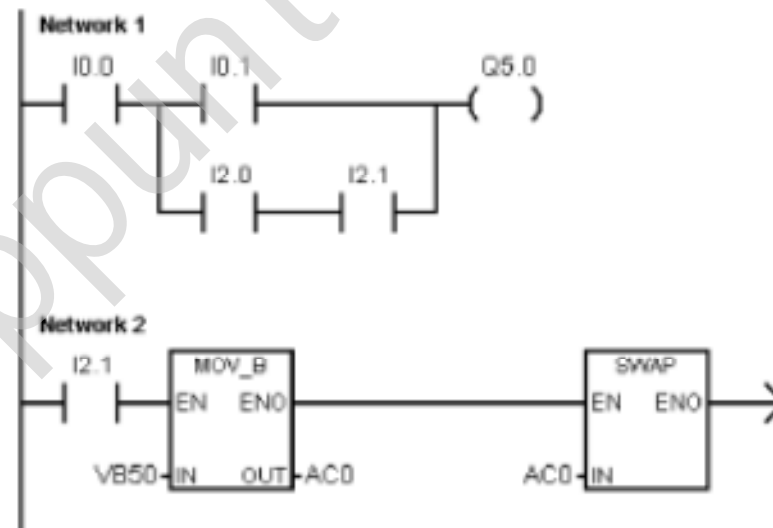 Network 1
I0.0 I0.1 Q5.0
I2.0 I2.1
Network 2
I2.1 MOV_B SWAP
EN ENO EN ENO
VB50 IN OUT AC0 AC0 IN